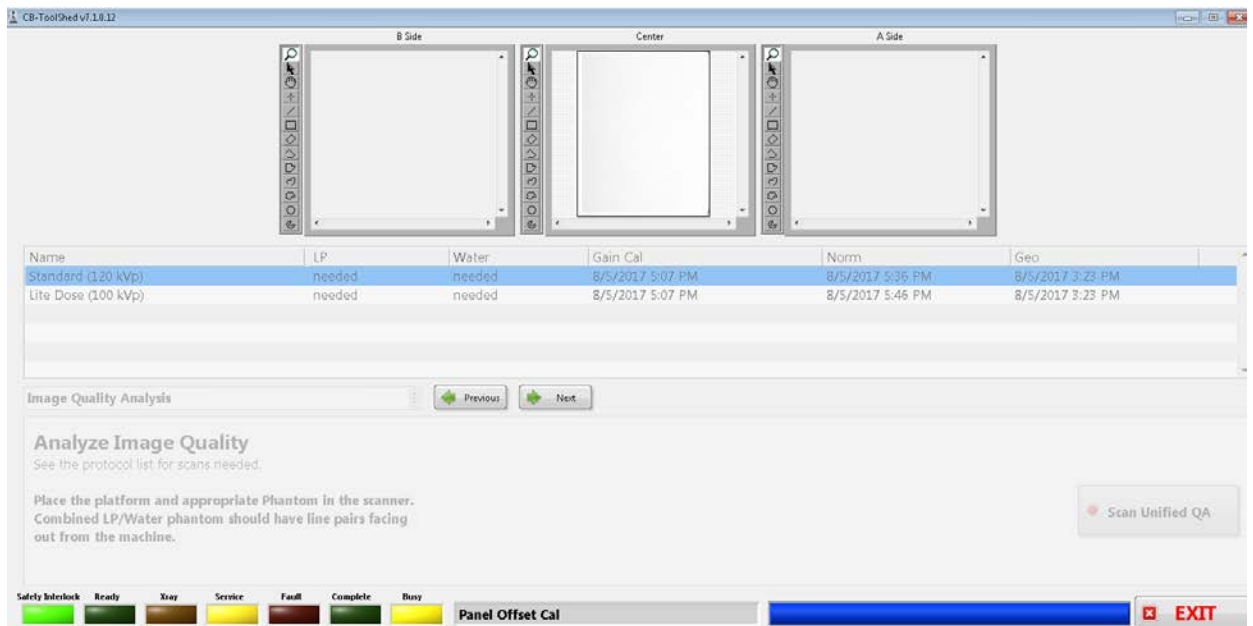 CB-ToolShed v7.1.8.12
B Side Center A Side
Name LP Water Gain Cal Norm Geo
Standard (120 kVp) needed needed 8/5/2017 5:07 PM 8/5/2017 5:36 PM 8/5/2017 3:23 PM
Lite Dose (100 kVp) needed needed 8/5/2017 5:07 PM 8/5/2017 5:46 PM 8/5/2017 3:23 PM
Image Quality Analysis Previous Next
Analyze Image Quality
See the protocol list for scans needed.
Place the platform and appropriate Phantom in the scanner.
Combined LP/Water phantom should have line pairs facing
out from the machine.
Scan Unified QA
Safety Interlock Ready Xray Service Fault Complete Busy
Panel Offset Cal EXIT